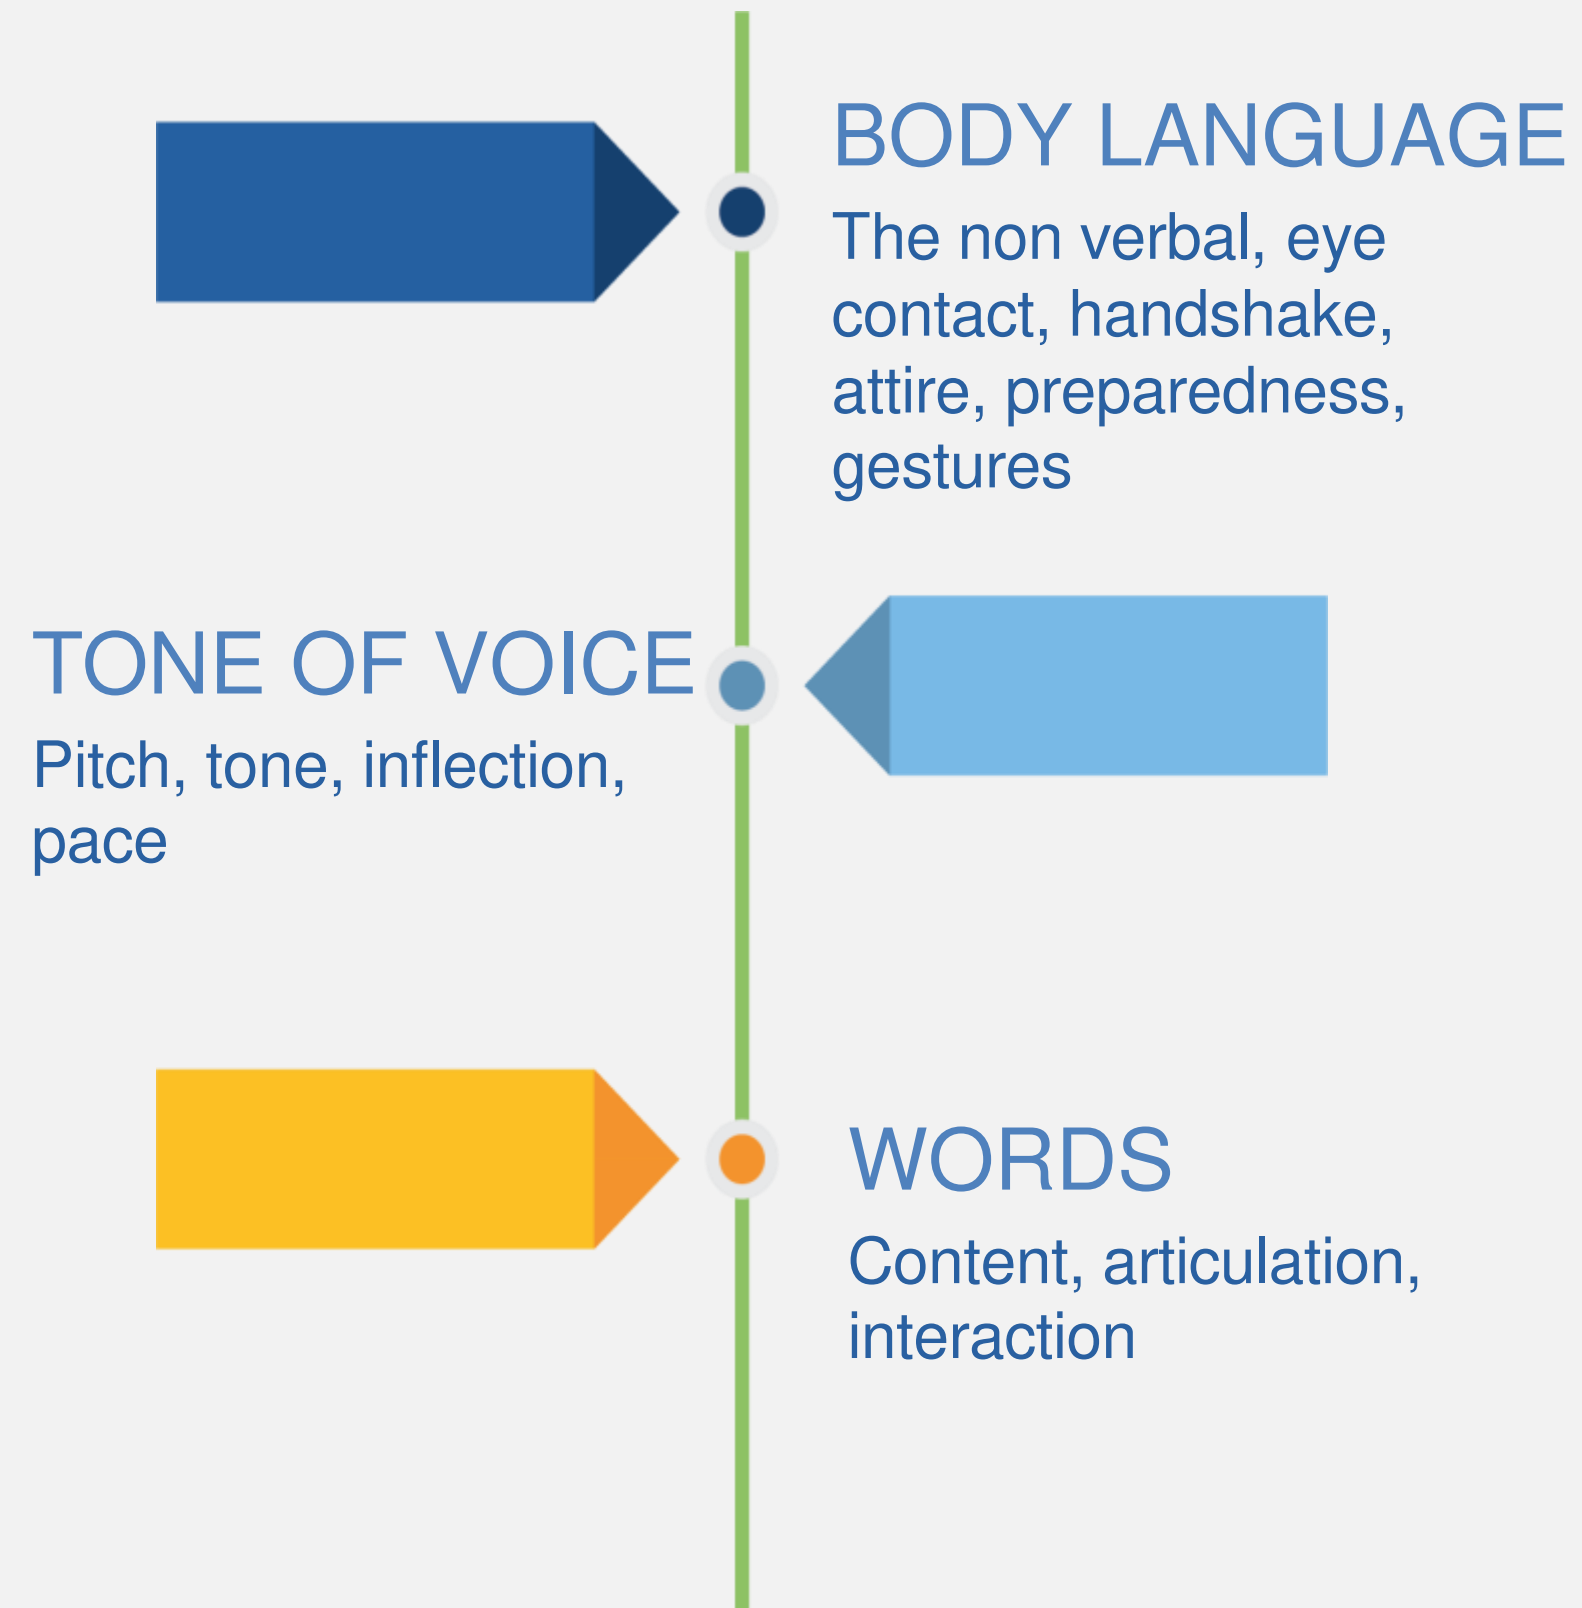 BODY LANGUAGE
The non verbal, eye
contact, handshake,
attire, preparedness,
gestures
TONE OF VOICE
Pitch, tone, inflection,
pace
WORDS
Content, articulation,
interaction